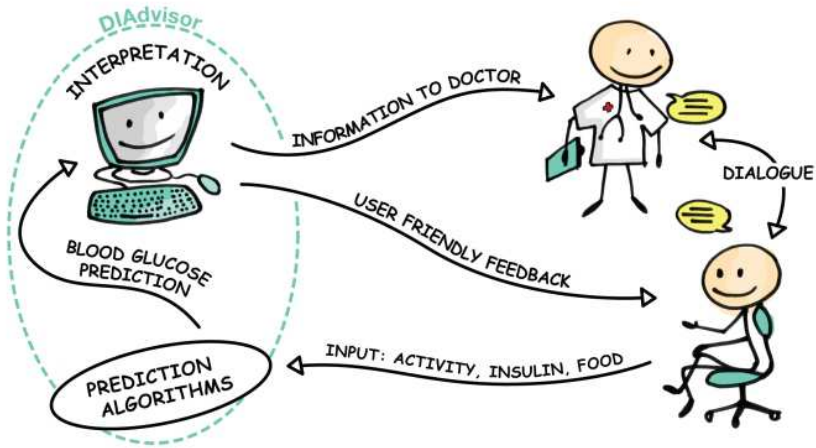 DIAdvisor
INTERPRETATION
INFORMATION TO DOCTOR
DIALOGUE
USER FRIENDLY FEEDBACK
BLOOD GLUCOSE
PREDICTION
INPUT: ACTIVITY, INSULIN, FOOD
PREDICTION
ALGORITHMS